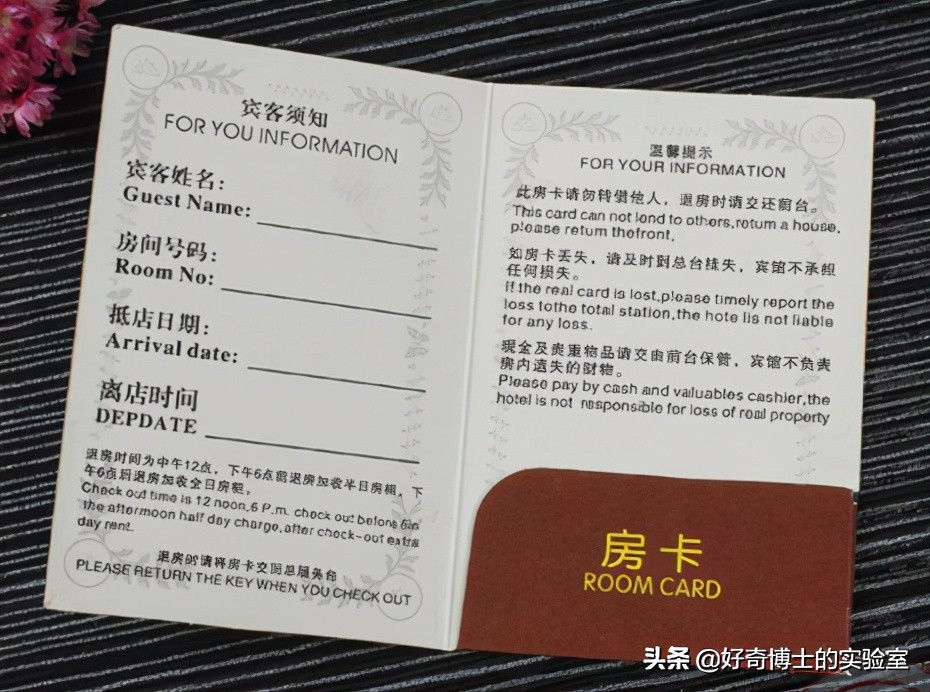 宾客须知
FOR YOU INFORMATION
宾客姓名:
Guest Name:
房间号码:
Room No:
抵店日期:
Arrival date:
离店时间
DEPDATE
退房时间为中午12点，下午6点前退房加收半日房租，下
午6点后退房加收全日房租。
Check out time is 12 noon.6 P.m. check out before 6m
the afternoon half day charge,after check-out extra
day rent.
退房时请将房卡交回总服务台
PLEASE RETURN THE KEY WHEN YOU CHECK OUT
温馨提示
FOR YOUR INFORMATION
此房卡请勿转借他人，退房时请交还前台。
This card can not lend to others,return a house,
please return thefront.
如房卡丢失，请及时到总台挂失，宾馆不承担
任何损失。
If the real card is lost,please timely report the
loss tothe total station,the hote lis not liable
for any loss.
现金及贵重物品请交由前台保管，宾馆不负责
房内遗失的财物。
Please pay by cash and valuables cashier,the
hotel is not responsible for loss of real property
房卡
ROOM CARD
头条 @好奇博士的实验室